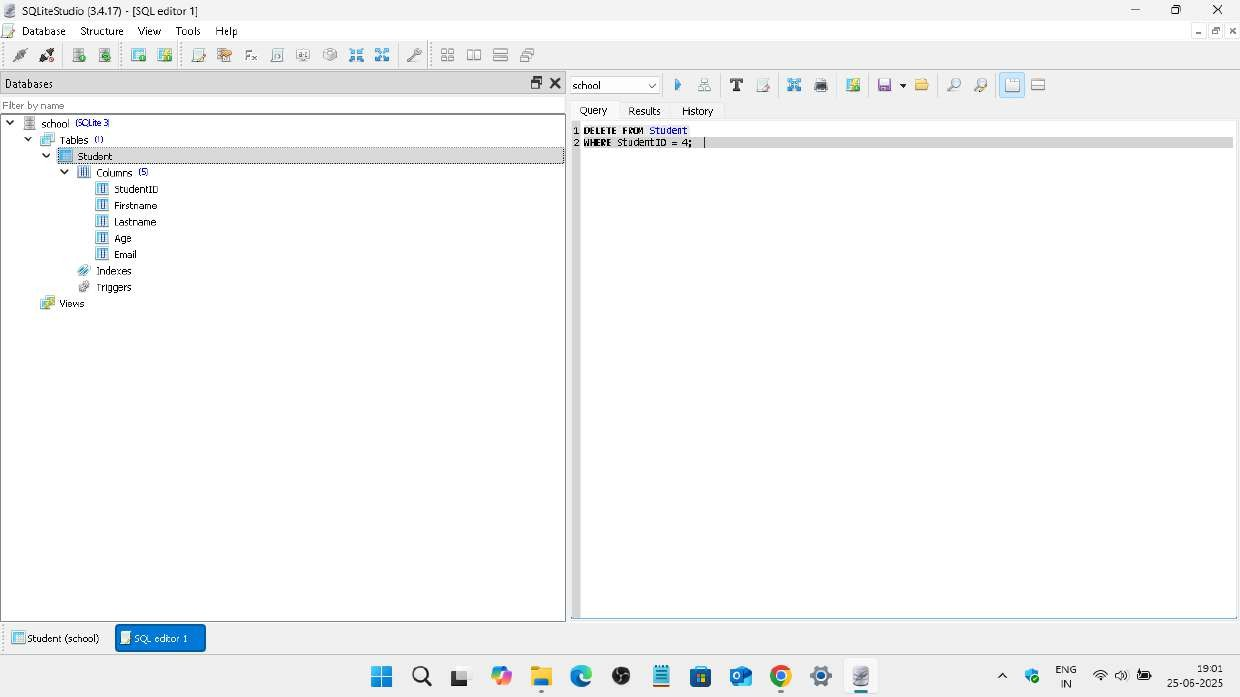 SQLiteStudio (3.4.17) - [SQL editor 1]
Database Structure View Tools Help
Databases
Filter by name
school (SQLite 3)
Tables (1)
Student
Columns (5)
StudentID
Firstname
Lastname
Age
Email
Indexes
Triggers
Views
school
Query Results History
1 DELETE FROM Student
2 WHERE StudentID = 4;
Student (school) SQL editor 1
ENG
IN
19:01
25-06-2025